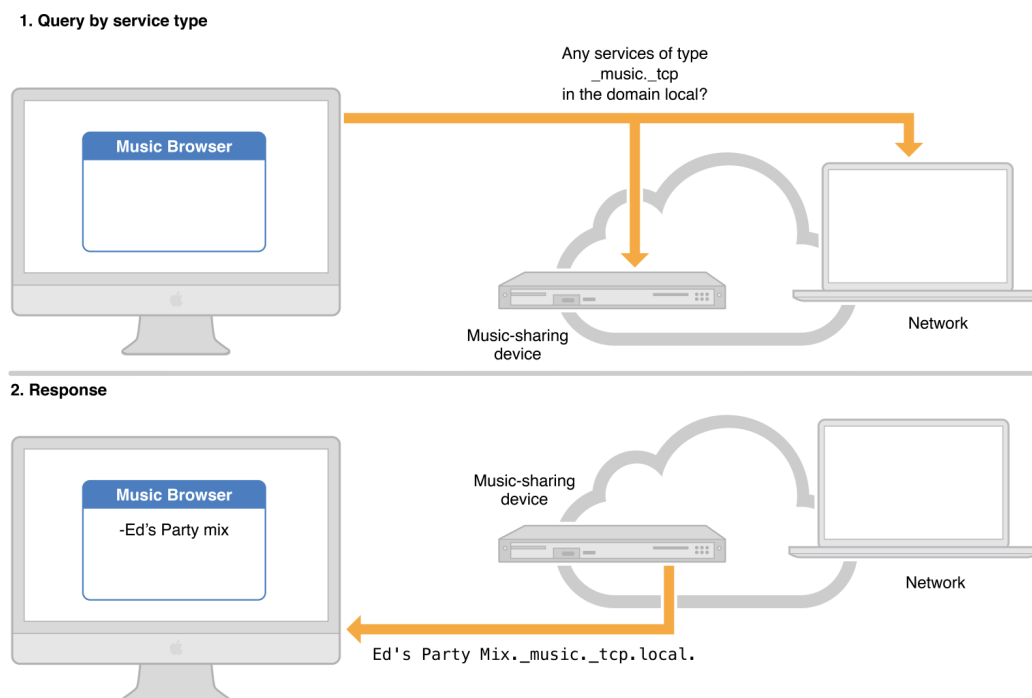 1. Query by service type
Any services of type
_music._tcp
in the domain local?
Music Browser
Music-sharing
device
Network
2. Response
Music Browser
-Ed’s Party mix
Music-sharing
device
Network
Ed's Party Mix._music._tcp.local.